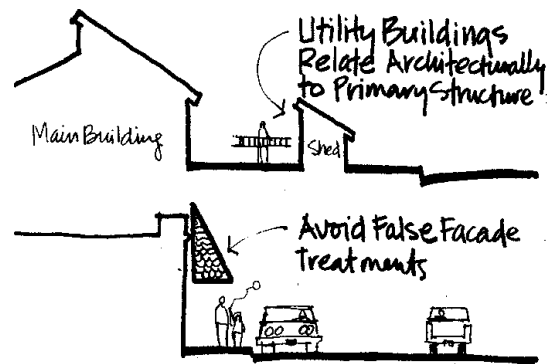 Utility Buildings
Relate Architecturally
to Primary Structure
Main Building
Shed
Avoid False Facade
Treatments